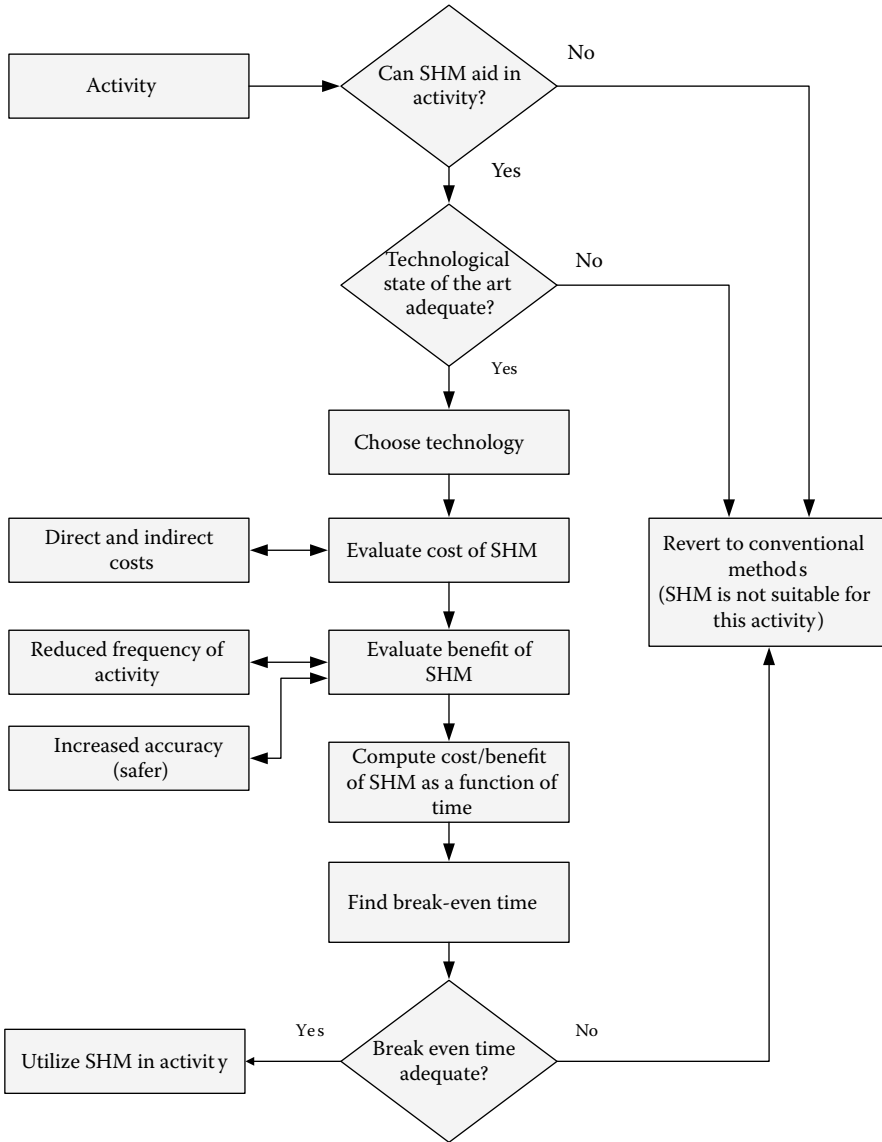 Activity
Can SHM aid in
activity?
No
Yes
Technological
state of the art
adequate?
No
Yes
Choose technology
Direct and indirect
costs
Evaluate cost of SHM
Revert to conventional
methods
(SHM is not suitable for
this activity)
Reduced frequency of
activity
Evaluate benefit of
SHM
Increased accuracy
(safer)
Compute cost/benefit
of SHM as a function of
time
Find break-even time
Yes
No
Utilize SHM in activity
Break even time
adequate?